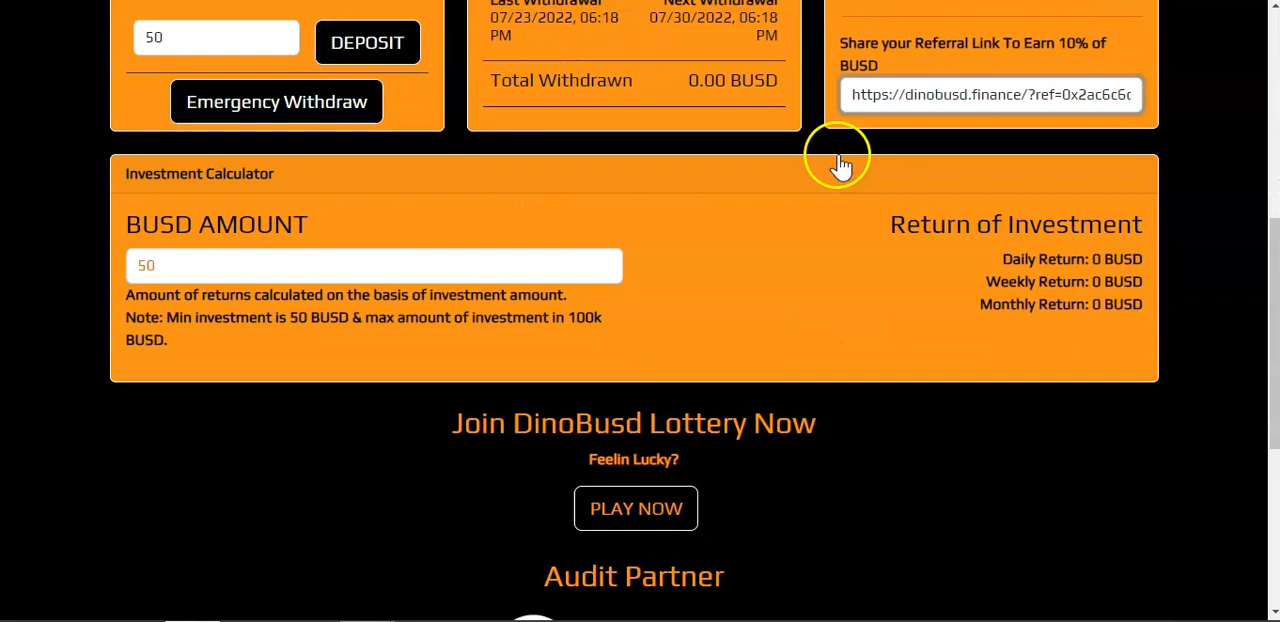 50
DEPOSIT
Emergency Withdraw
Last Withdrawal
Next Withdrawal
07/23/2022, 06:18
PM
07/30/2022, 06:18
PM
Total Withdrawn
0.00 BUSD
Share your Referral Link To Earn 10% of
BUSD
https://dinobusd.finance/?ref=0x2ac6c6c
Investment Calculator
BUSD AMOUNT
50
Amount of returns calculated on the basis of investment amount.
Note: Min investment is 50 BUSD & max amount of investment in 100k
BUSD.
Return of Investment
Daily Return: 0 BUSD
Weekly Return: 0 BUSD
Monthly Return: 0 BUSD
Join DinoBusd Lottery Now
Feelin Lucky?
PLAY NOW
Audit Partner